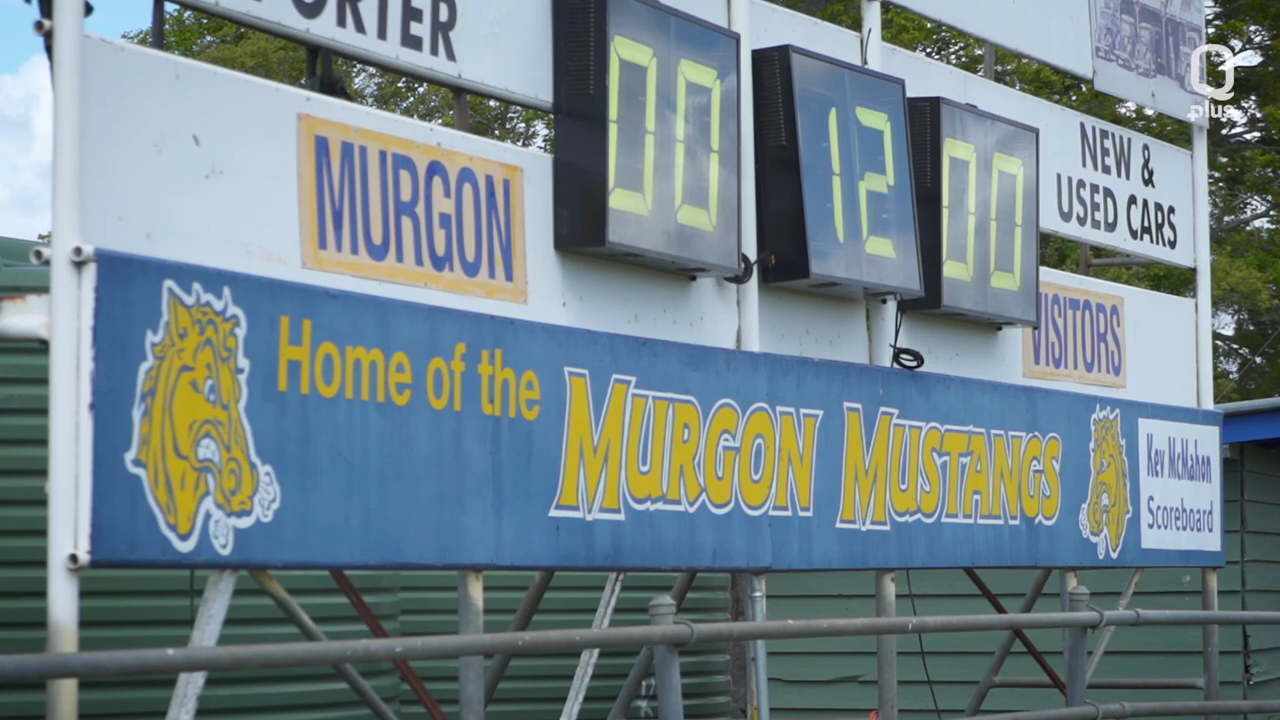 ORTER
MURGON
00
12
00
NEW &
USED CARS
VISITORS
Home of the MURGON MUSTANGS
Kev McMahon
Scoreboard
Q
plus